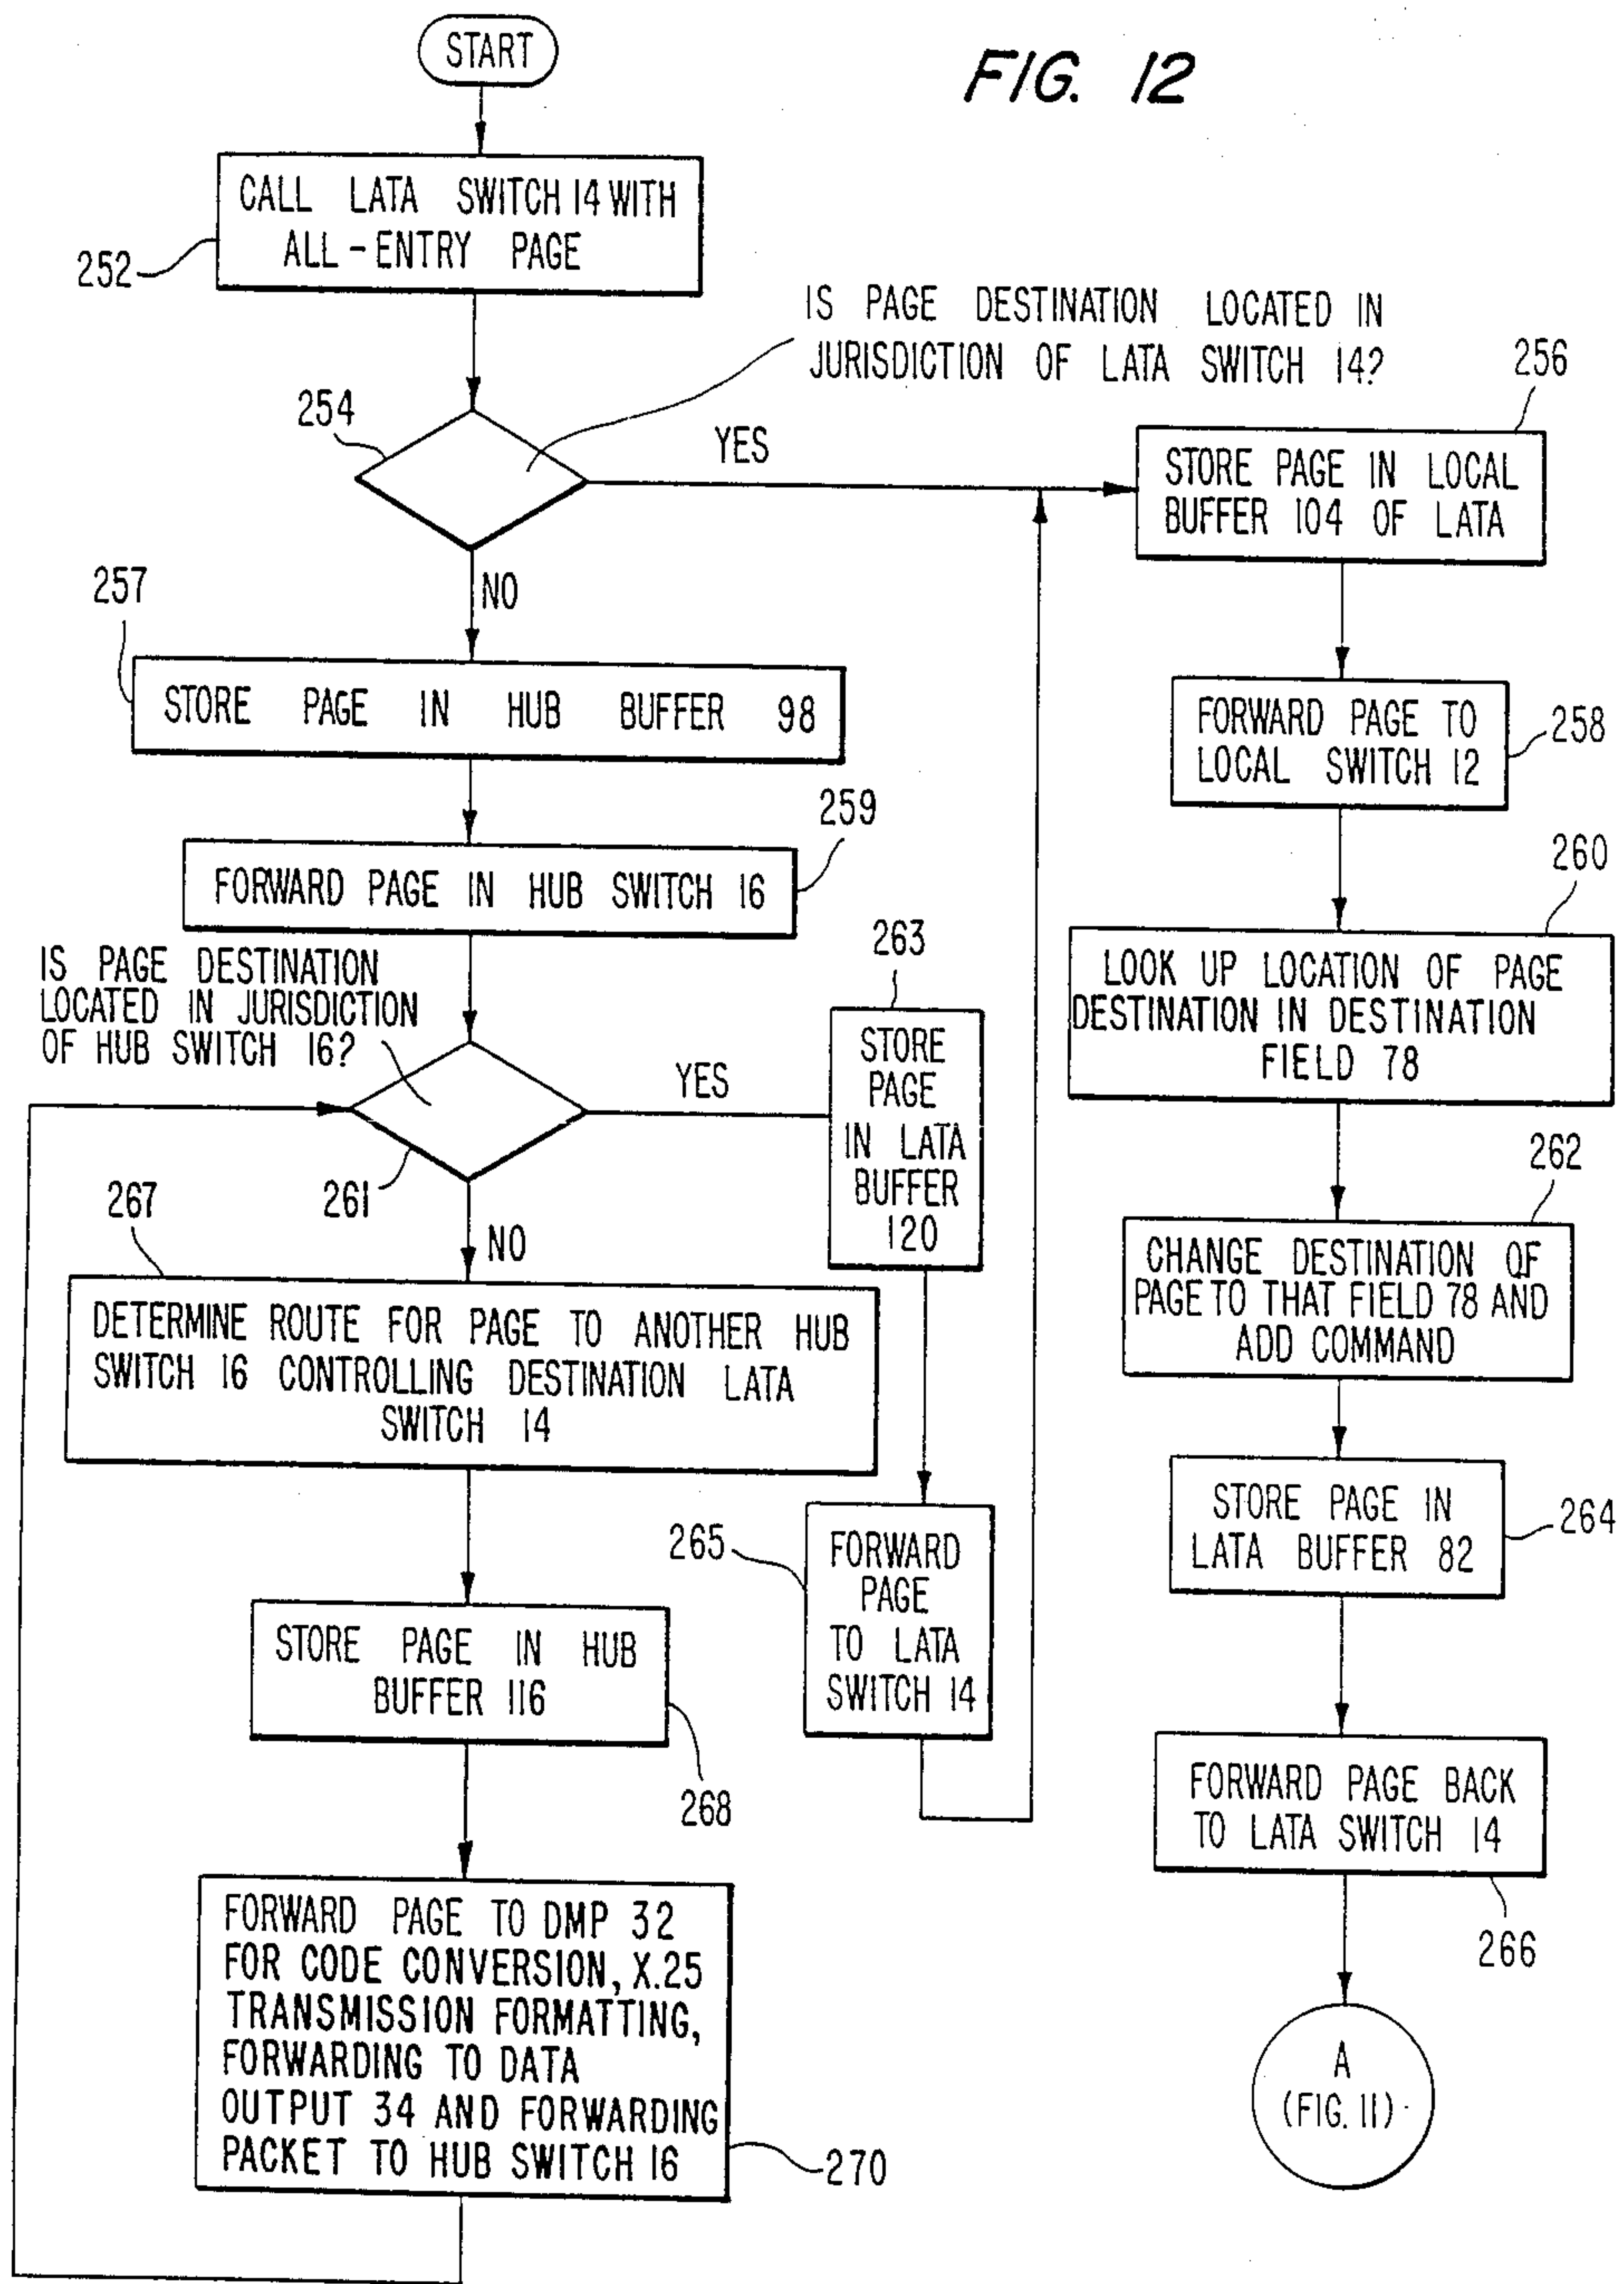 START
FIG. 12
CALL LATA SWITCH 14 WITH
ALL-ENTRY PAGE
252
IS PAGE DESTINATION LOCATED IN
JURISDICTION OF LATA SWITCH 14?
254
YES
NO
256
STORE PAGE IN LOCAL
BUFFER 104 OF LATA
257
STORE PAGE IN HUB BUFFER 98
FORWARD PAGE TO
LOCAL SWITCH 12
258
259
FORWARD PAGE IN HUB SWITCH 16
260
LOOK UP LOCATION OF PAGE
DESTINATION IN DESTINATION
FIELD 78
IS PAGE DESTINATION
LOCATED IN JURISDICTION
OF HUB SWITCH 16?
261
YES
NO
263
STORE
PAGE
IN LATA
BUFFER
120
262
CHANGE DESTINATION OF
PAGE TO THAT FIELD 78 AND
ADD COMMAND
267
DETERMINE ROUTE FOR PAGE TO ANOTHER HUB
SWITCH 16 CONTROLLING DESTINATION LATA
SWITCH 14
STORE PAGE IN
LATA BUFFER 82
264
265
FORWARD
PAGE
TO LATA
SWITCH 14
STORE PAGE IN HUB
BUFFER 116
268
FORWARD PAGE BACK
TO LATA SWITCH 14
266
FORWARD PAGE TO DMP 32
FOR CODE CONVERSION, X.25
TRANSMISSION FORMATTING,
FORWARDING TO DATA
OUTPUT 34 AND FORWARDING
PACKET TO HUB SWITCH 16
270
A
(FIG. 11)